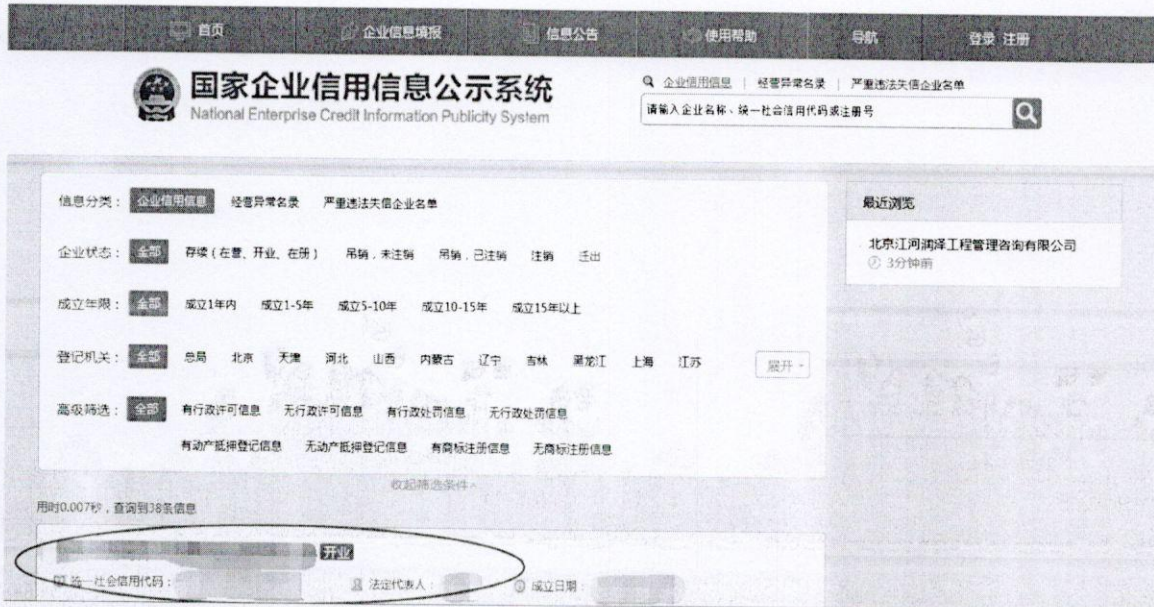 首页 企业信息填报 信息公告 使用帮助 导航 登录 注册
国家企业信用信息公示系统
National Enterprise Credit Information Publicity System
企业信用信息 | 经营异常名录 | 严重违法失信企业名单
请输入企业名称、统一社会信用代码或注册号
信息分类: 企业信用信息 经营异常名录 严重违法失信企业名单
企业状态: 全部 存续(在营、开业、在册) 吊销,未注销 吊销,已注销 注销 迁出
成立年限: 全部 成立1年内 成立1-5年 成立5-10年 成立10-15年 成立15年以上
登记机关: 全部 总局 北京 天津 河北 山西 内蒙古 辽宁 吉林 黑龙江 上海 江苏 展开
高级筛选: 全部 有行政许可信息 无行政许可信息 有行政处罚信息 无行政处罚信息
有动产抵押登记信息 无动产抵押登记信息 有商标注册信息 无商标注册信息
收起筛选条件
最近浏览
北京江河润泽工程管理咨询有限公司
3分钟前
用时0.007秒,查询到38条信息
开业
统一社会信用代码: 法定代表人: 成立日期: